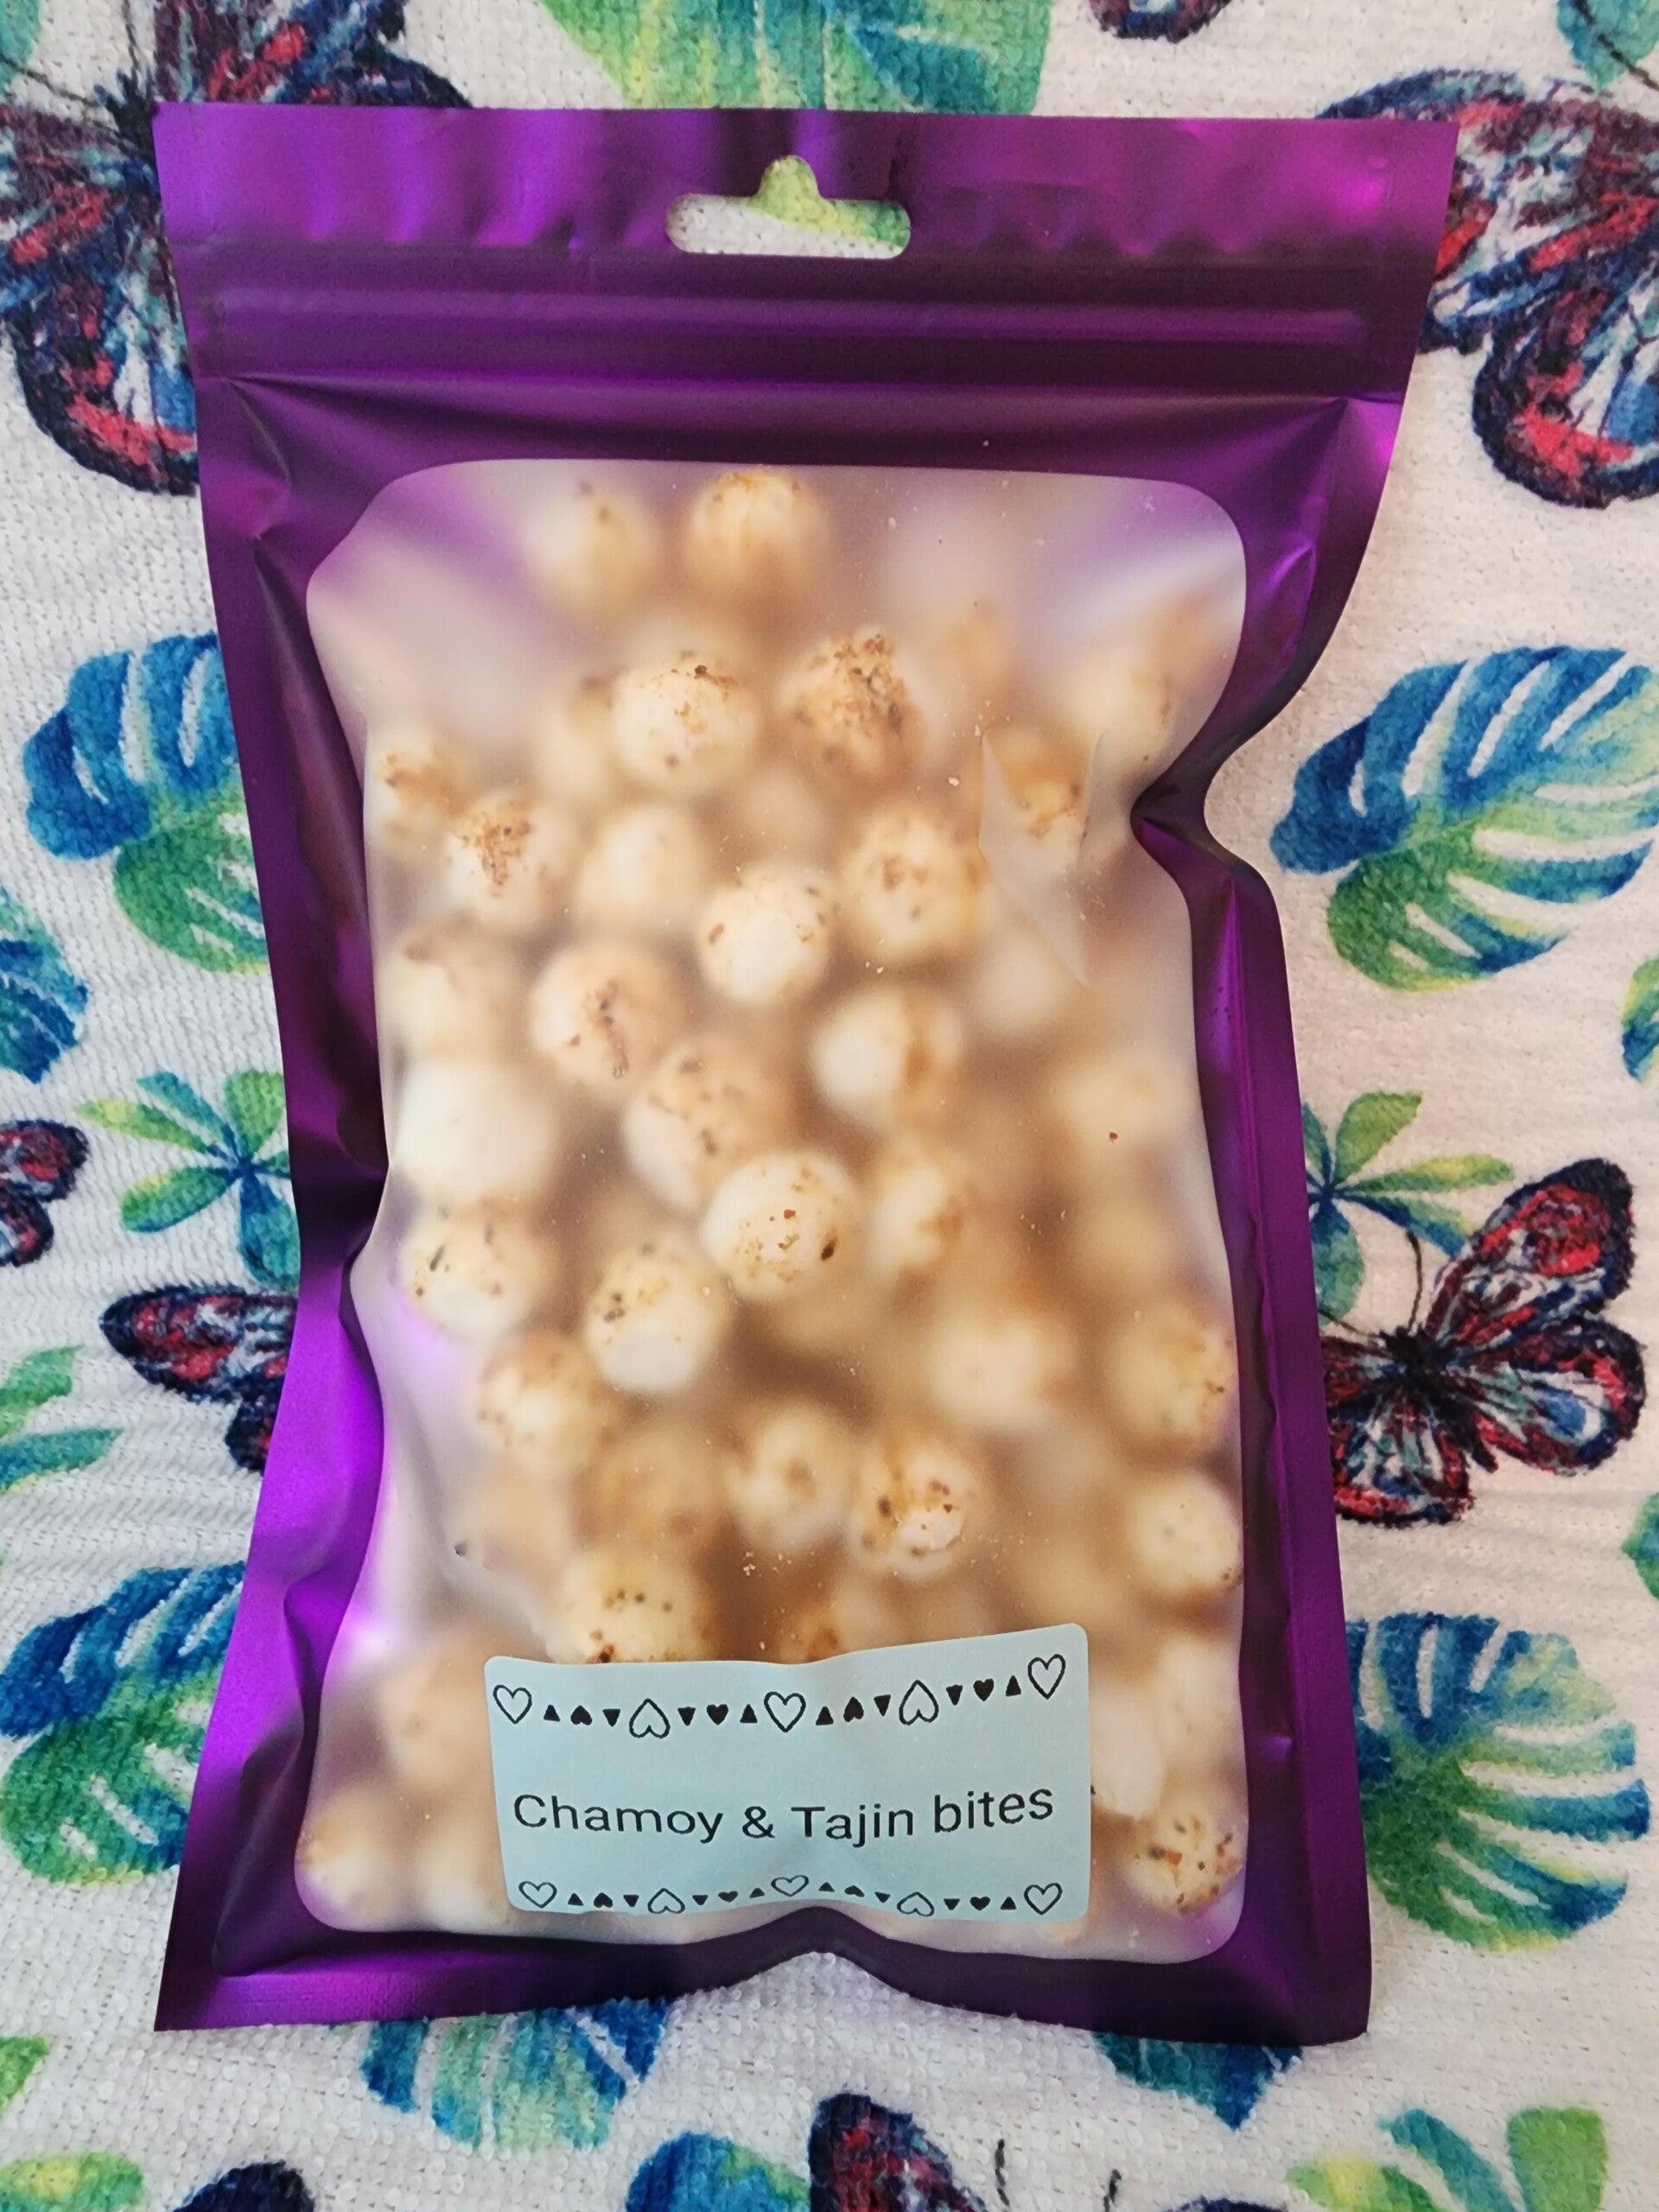 Chamoy & Tajin bites